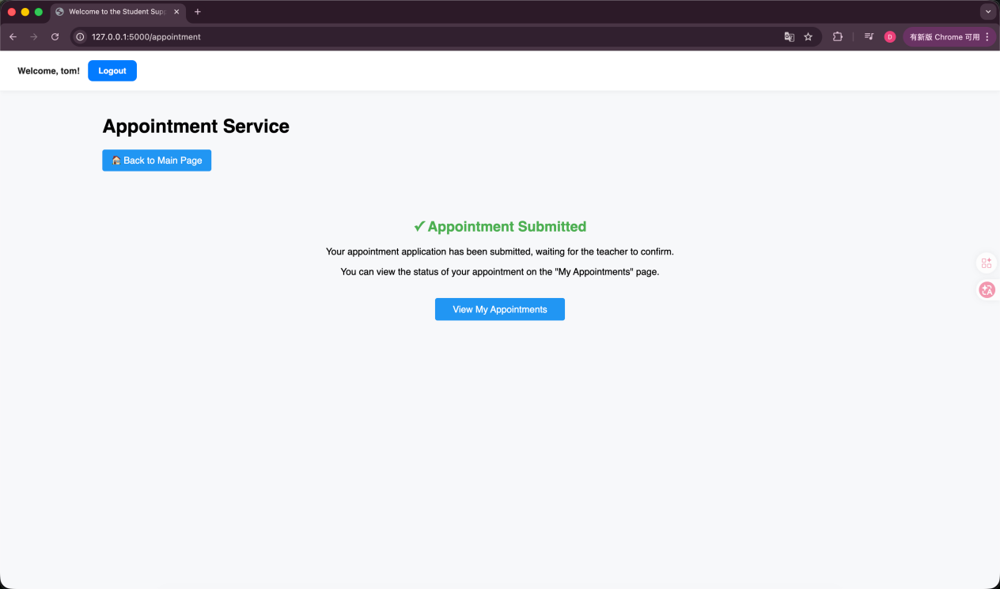 Welcome to the Student Sup
127.0.0.1:5000/appointment
D
有新版 Chrome 可用
Welcome, tom!
Logout
Appointment Service
🏠 Back to Main Page
✓ Appointment Submitted
Your appointment application has been submitted, waiting for the teacher to confirm.
You can view the status of your appointment on the "My Appointments" page.
View My Appointments